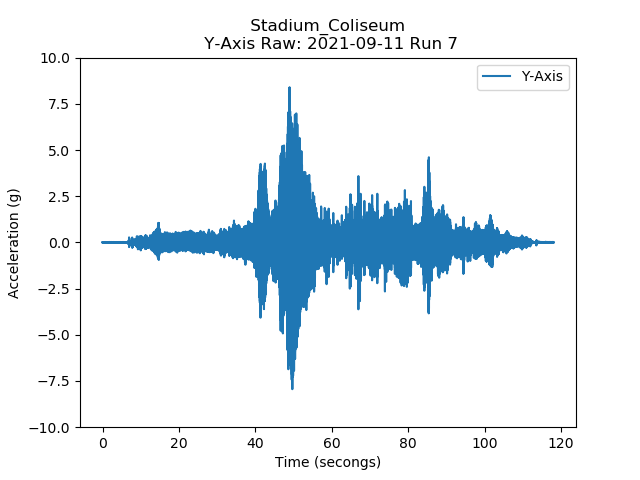 Stadium_Coliseum
Y-Axis Raw: 2021-09-11 Run 7
Y-Axis
10.0
7.5
5.0
2.5
0.0
−2.5
−5.0
−7.5
−10.0
Acceleration (g)
0 20 40 60 80 100 120
Time (seconds)